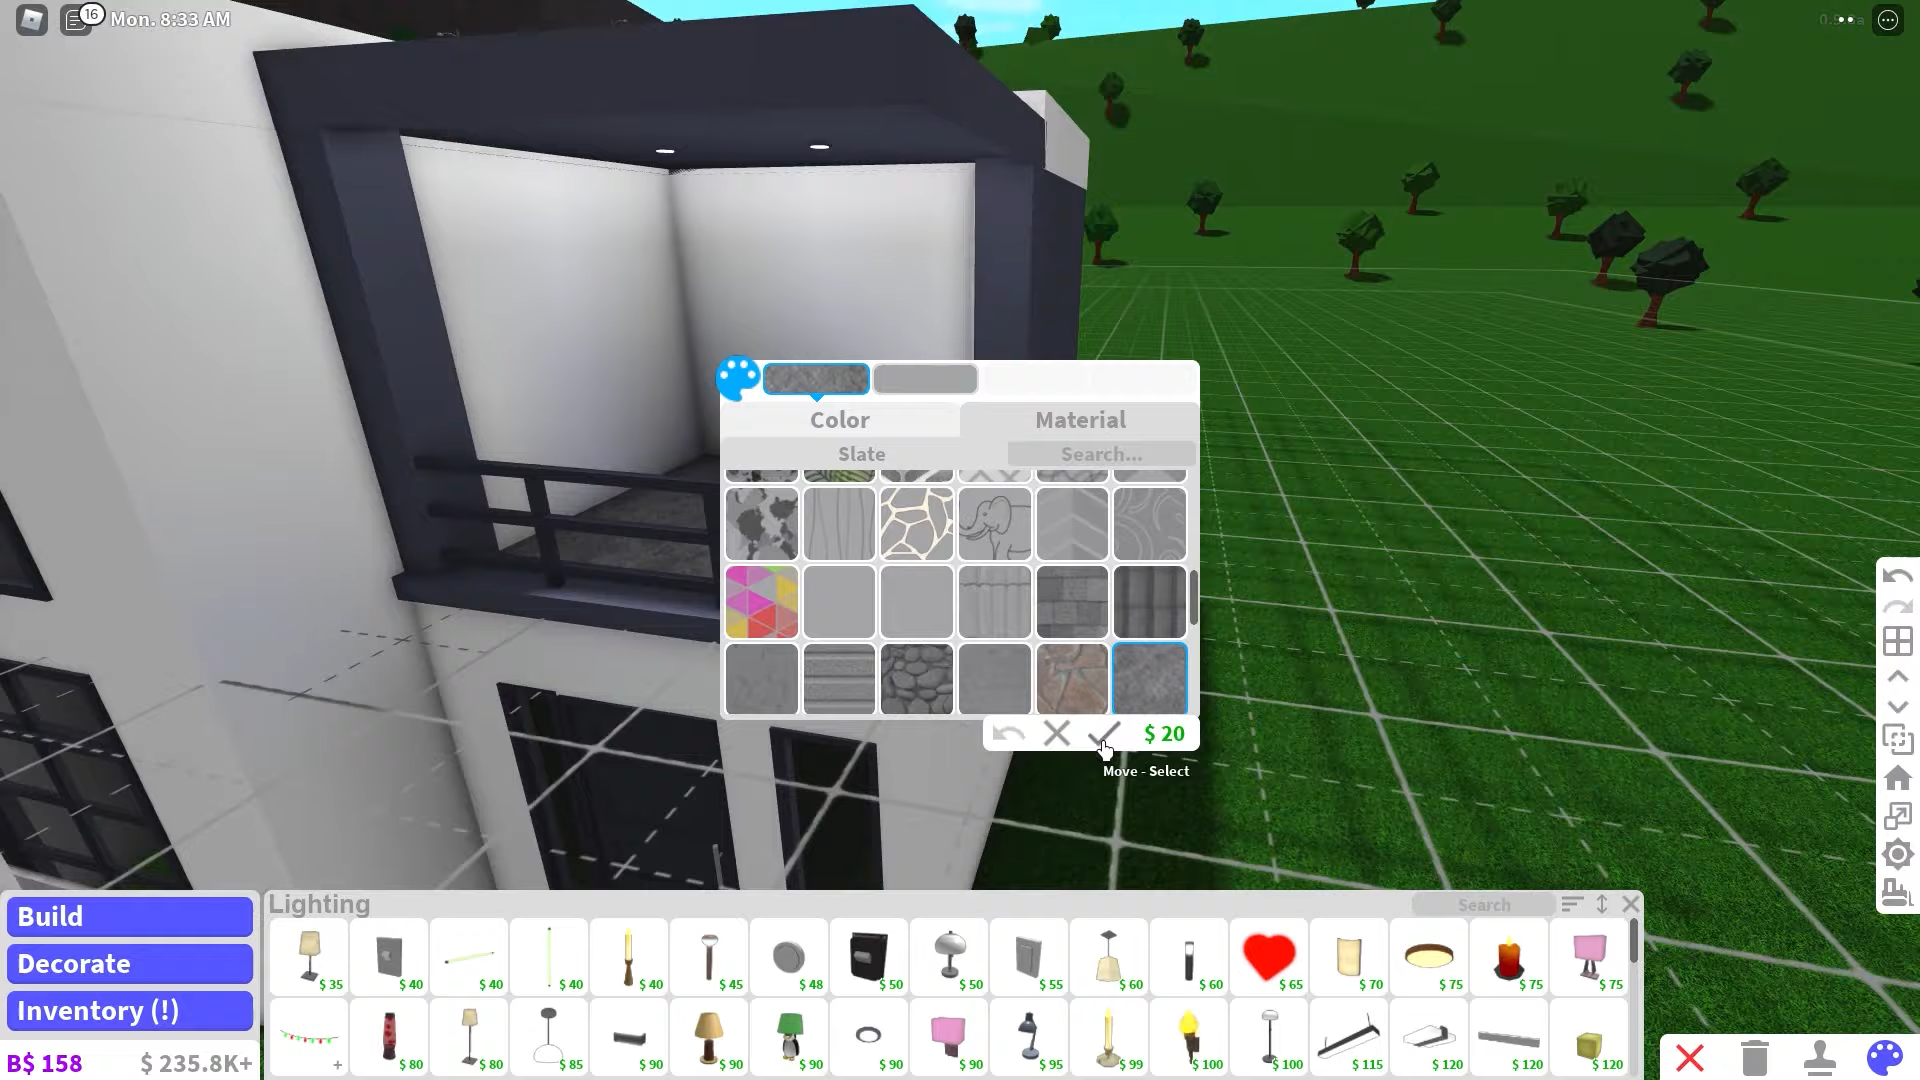 16
Mon. 8:33 AM
Color
Material
Slate
Search...
$ 20
Move - Select
Build
Decorate
Inventory (!)
B$ 158
$ 235.8K+
Lighting
Search
$ 35
$ 40
$ 40
$ 40
$ 40
$ 45
$ 48
$ 50
$ 50
$ 55
$ 60
$ 60
$ 65
$ 70
$ 75
$ 75
$ 75
+
$ 80
$ 80
$ 85
$ 90
$ 90
$ 90
$ 90
$ 90
$ 95
$ 99
$ 100
$ 100
$ 115
$ 120
$ 120
$ 120